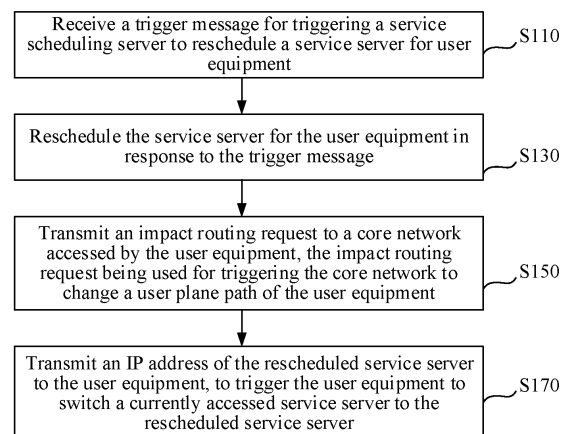 Receive a trigger message for triggering a service
scheduling server to reschedule a service server for user
equipment
S110
Reschedule the service server for the user equipment in
response to the trigger message
S130
Transmit an impact routing request to a core network
accessed by the user equipment, the impact routing
request being used for triggering the core network to
change a user plane path of the user equipment
S150
Transmit an IP address of the rescheduled service server
to the user equipment, to trigger the user equipment to
switch a currently accessed service server to the
rescheduled service server
S170